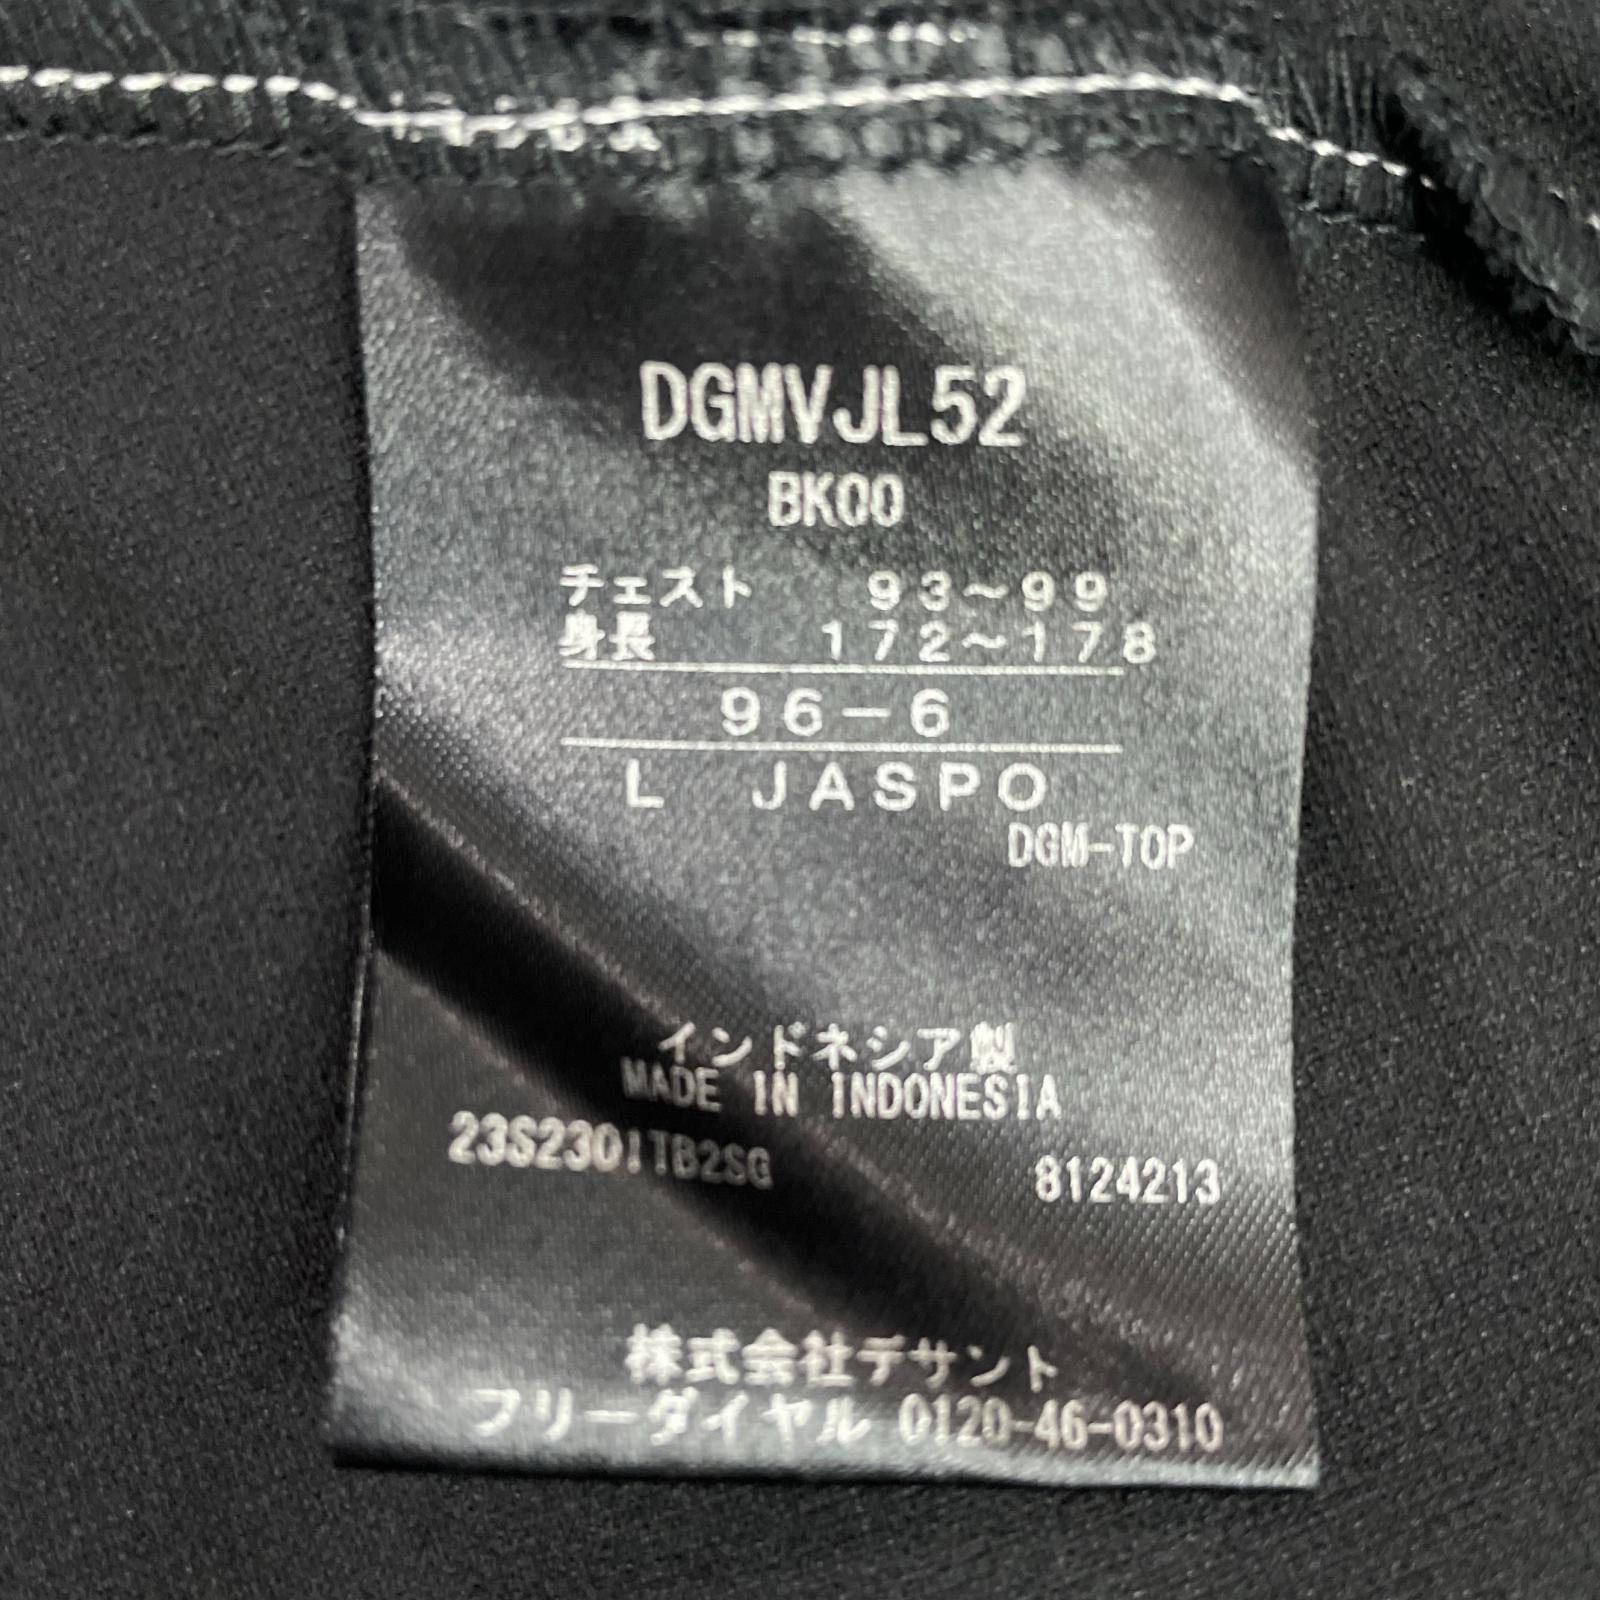 DGMVJL52
BK00
チェスト 93~99
身長 172~178
96-6
L JASPO
DGM-TOP
インドネシア製
MADE IN INDONESIA
23S2301TB2SG 8124213
株式会社デサント
フリーダイヤル 0120-46-0310